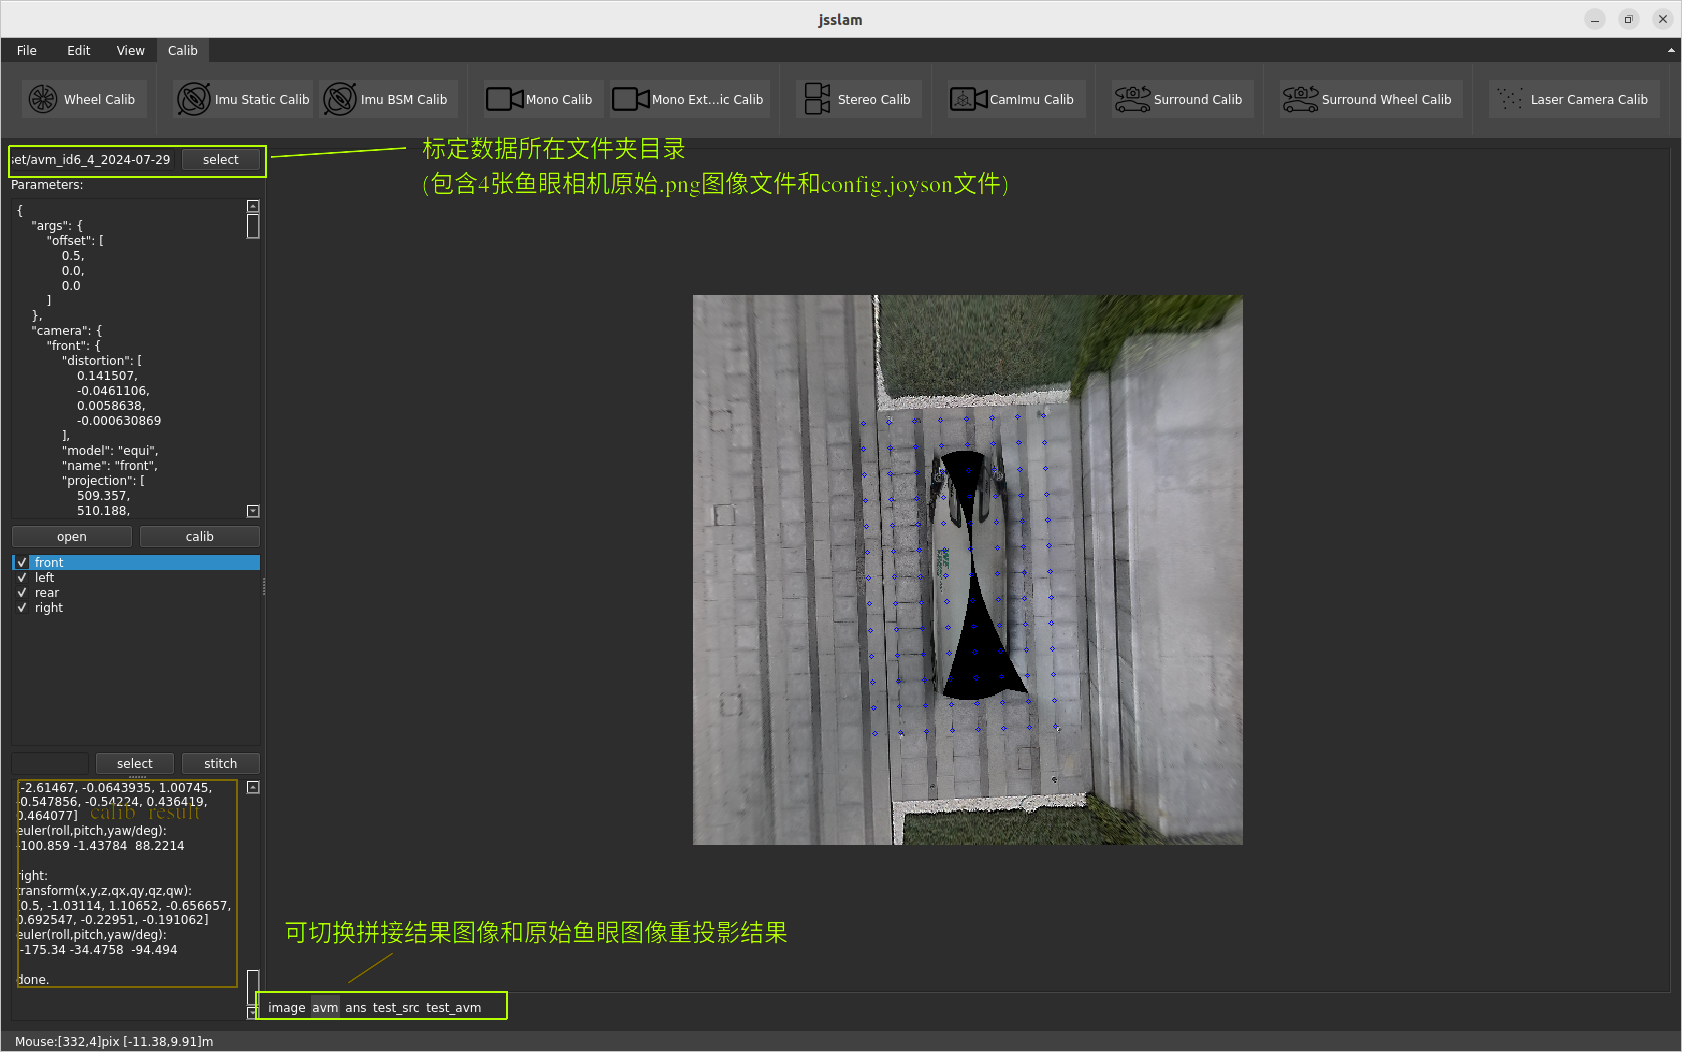 jsslam
File Edit View Calib
Wheel Calib Imu Static Calib Imu BSM Calib Mono Calib Mono Ext...ic Calib Stereo Calib CamImu Calib Surround Calib Surround Wheel Calib Laser Camera Calib
set/avm_id6_4_2024-07-29 select
标定数据所在文件夹目录
(包含4张鱼眼相机原始.png图像文件和config.joyson文件)
Parameters:
{
"args": {
"offset": [
0.5,
0.0,
0.0
]
},
"camera": {
"front": {
"distortion": [
0.141507,
-0.0461106,
0.0058638,
-0.000630869
],
"model": "equi",
"name": "front",
"projection": [
509.357,
510.188,
open calib
front
left
rear
right
select stitch
[-2.61467, -0.0643935, 1.00745,
-0.547856, -0.54224, 0.436419,
0.464077]
calib result
euler(roll,pitch,yaw/deg):
-100.859 -1.43784 88.2214
right:
transform(x,y,z,qx,qy,qz,qw):
[0.5, -1.03114, 1.10652, -0.656657,
0.692547, -0.22951, -0.191062]
euler(roll,pitch,yaw/deg):
-175.34 -34.4758 -94.494
done.
可切换拼接结果图像和原始鱼眼图像重投影结果
image avm ans test_src test_avm
Mouse:[332,4]pix [-11.38,9.91]m